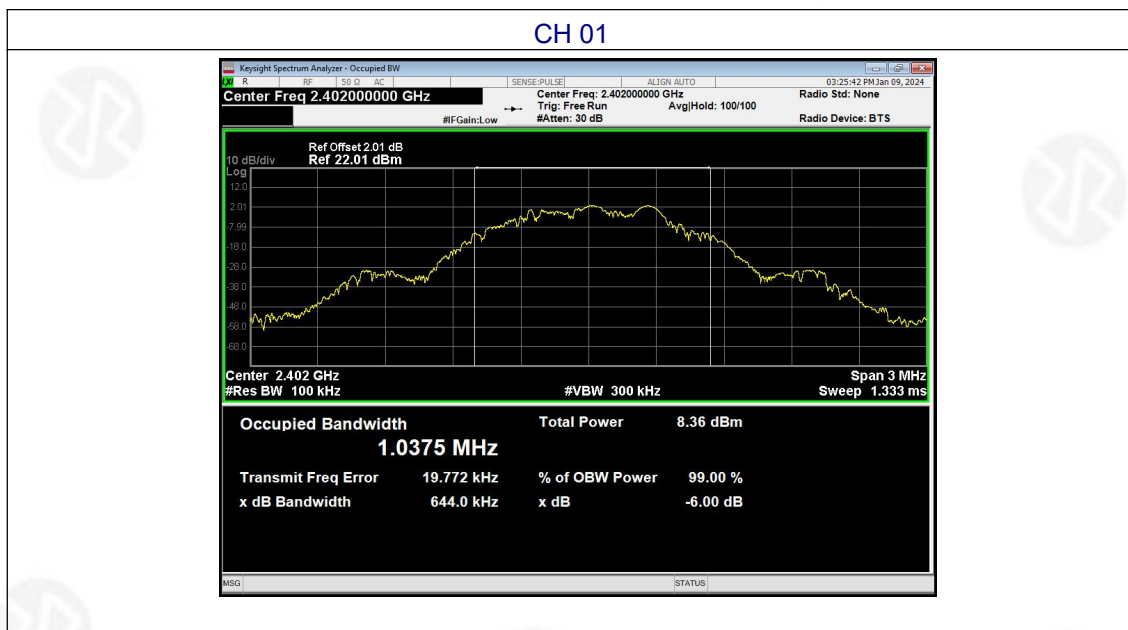 CH 01
Keysight Spectrum Analyzer - Occupied BW
R RF 50 Ω AC SENSE:PULSE ALIGN AUTO 03:25:42 PM Jan 09, 2024
Center Freq 2.402000000 GHz
Center Freq: 2.402000000 GHz
Radio Std: None
Trig: Free Run Avg|Hold: 100/100
#IFGain:Low #Atten: 30 dB Radio Device: BTS
Ref Offset 2.01 dB
10 dB/div Ref 22.01 dBm
Log
12.0
2.01
-7.99
-18.0
-28.0
-38.0
-48.0
-58.0
-68.0
Center 2.402 GHz Span 3 MHz
#Res BW 100 kHz #VBW 300 kHz Sweep 1.333 ms
Occupied Bandwidth Total Power 8.36 dBm
1.0375 MHz
Transmit Freq Error 19.772 kHz % of OBW Power 99.00 %
x dB Bandwidth 644.0 kHz x dB -6.00 dB
MSG STATUS